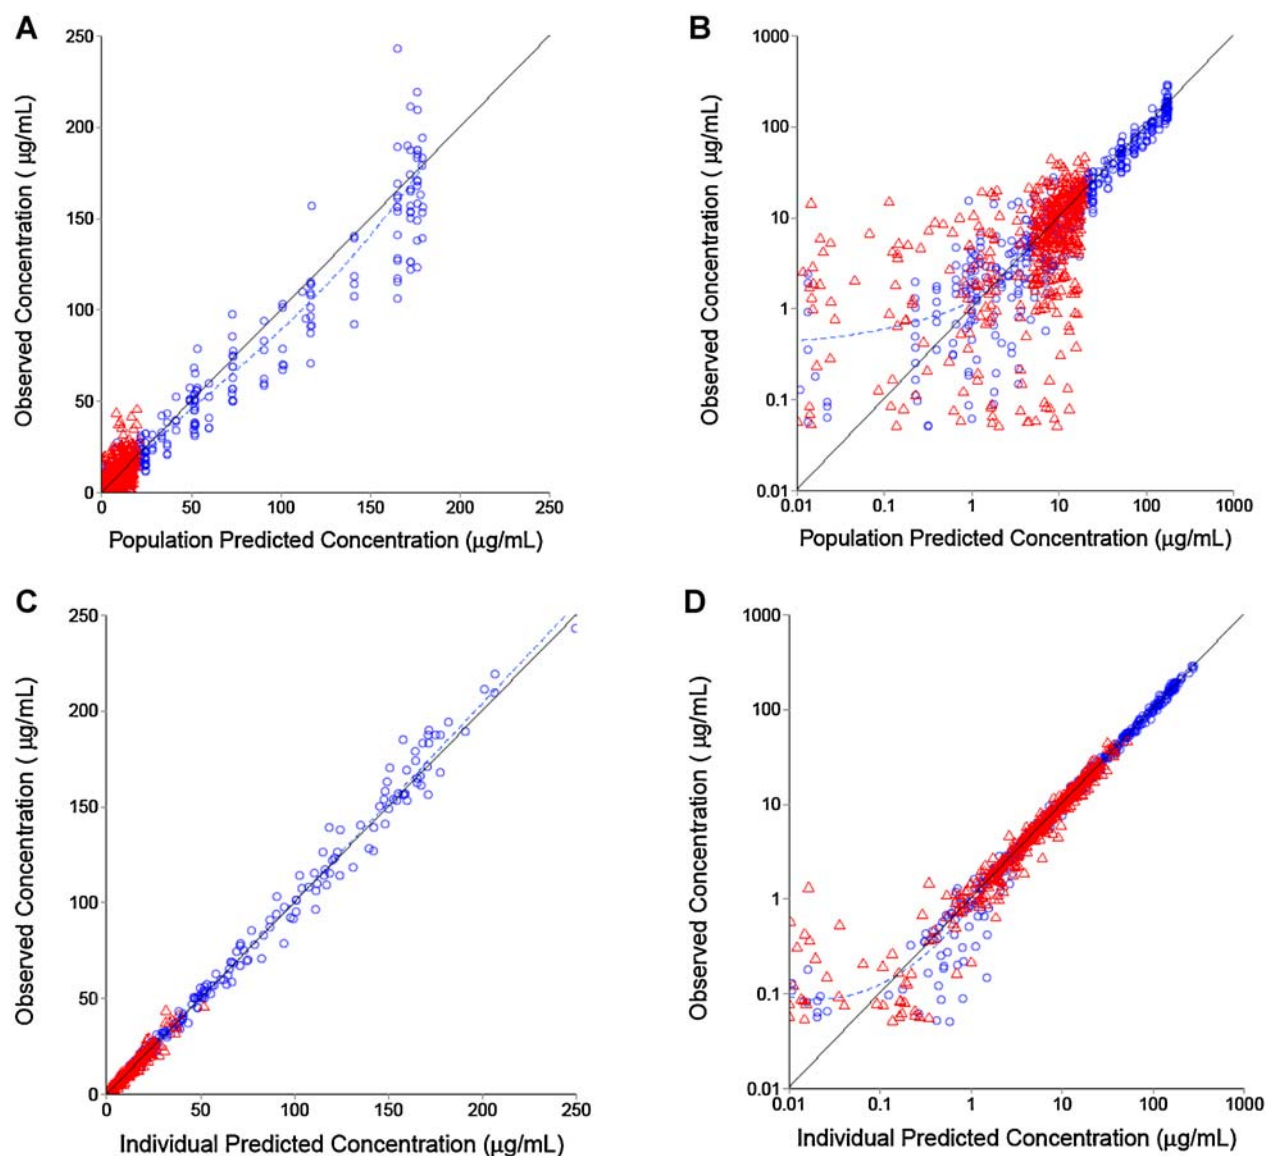 A
250
200
150
100
50
0
0 50 100 150 200 250
Observed Concentration ( µg/mL)
Population Predicted Concentration (µg/mL)
B
1000
100
10
1
0.1
0.01
0.01 0.1 1 10 100 1000
Observed Concentration ( µg/mL)
Population Predicted Concentration (µg/mL)
C
250
200
150
100
50
0
0 50 100 150 200 250
Observed Concentration ( µg/mL)
Individual Predicted Concentration (µg/mL)
D
1000
100
10
1
0.1
0.01
0.01 0.1 1 10 100 1000
Observed Concentration ( µg/mL)
Individual Predicted Concentration (µg/mL)